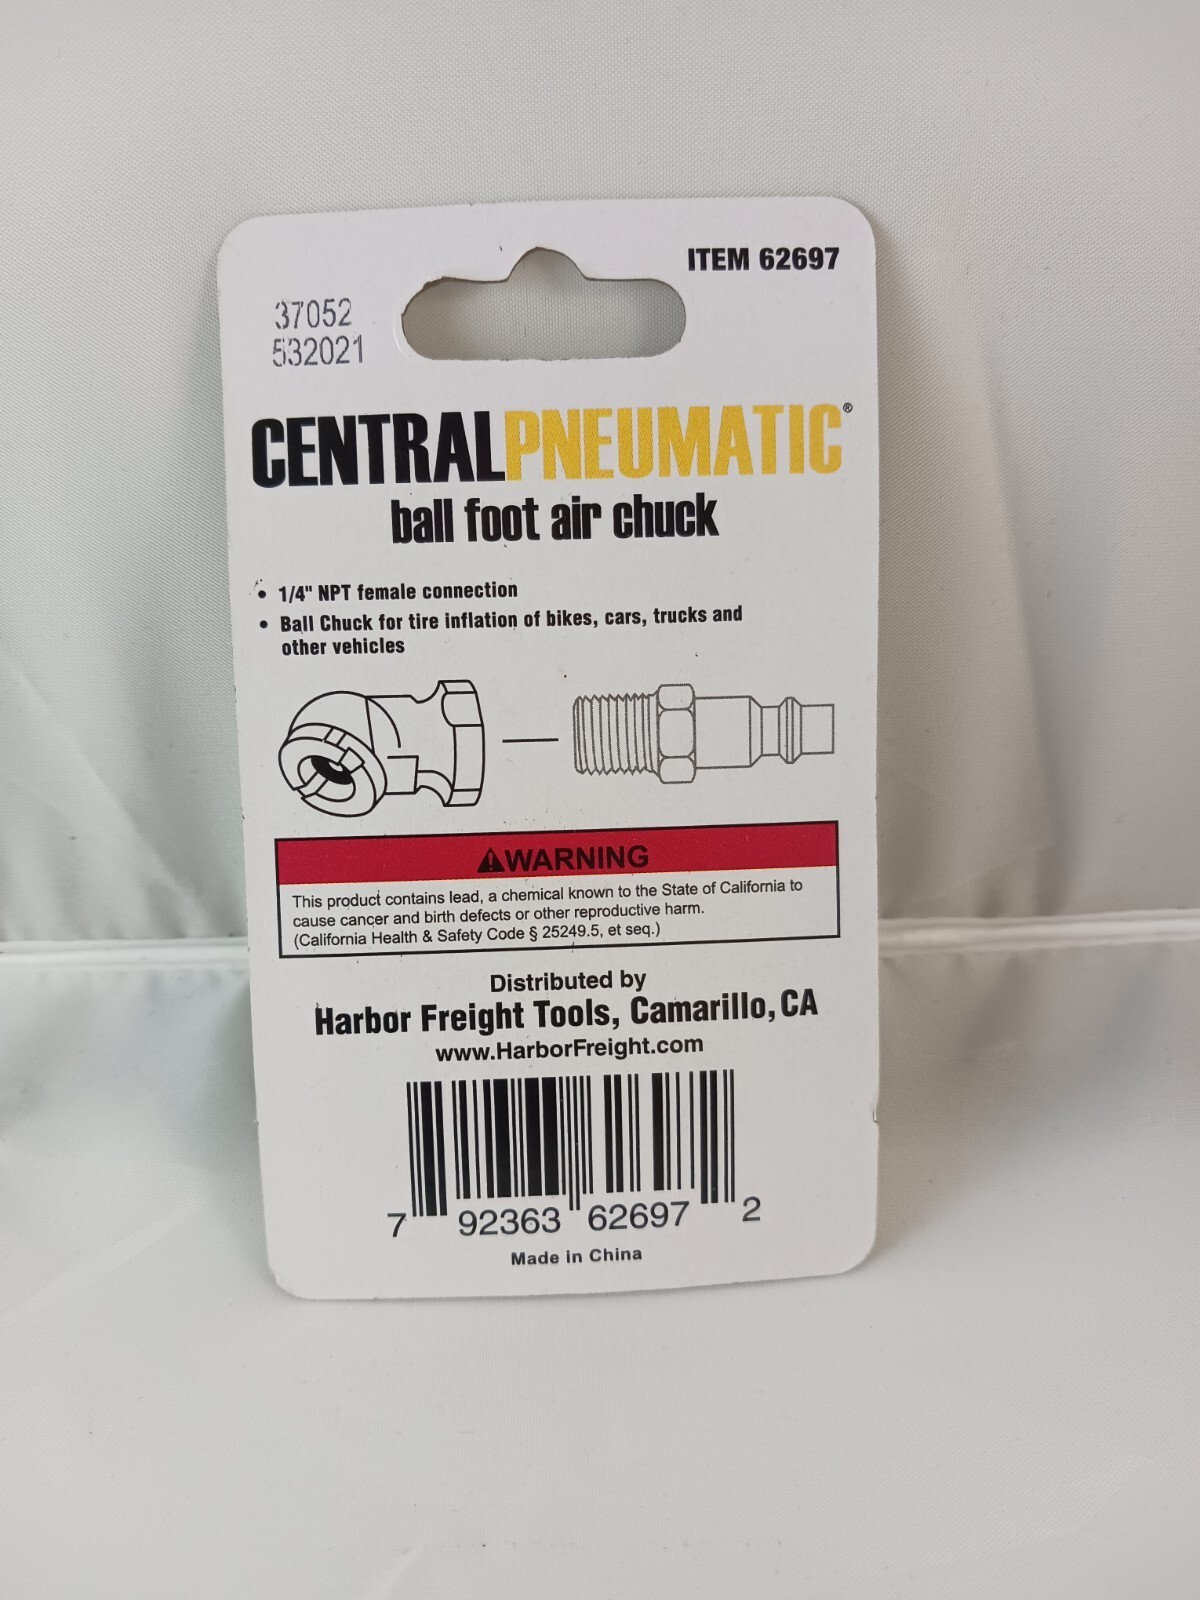 ITEM 62697
37052
532021
CENTRALPNEUMATIC®
ball foot air chuck
• 1/4" NPT female connection
• Ball Chuck for tire inflation of bikes, cars, trucks and
other vehicles
⚠WARNING
This product contains lead, a chemical known to the State of California to
cause cancer and birth defects or other reproductive harm.
(California Health & Safety Code § 25249.5, et seq.)
Distributed by
Harbor Freight Tools, Camarillo, CA
www.HarborFreight.com
7 92363 62697 2
Made in China